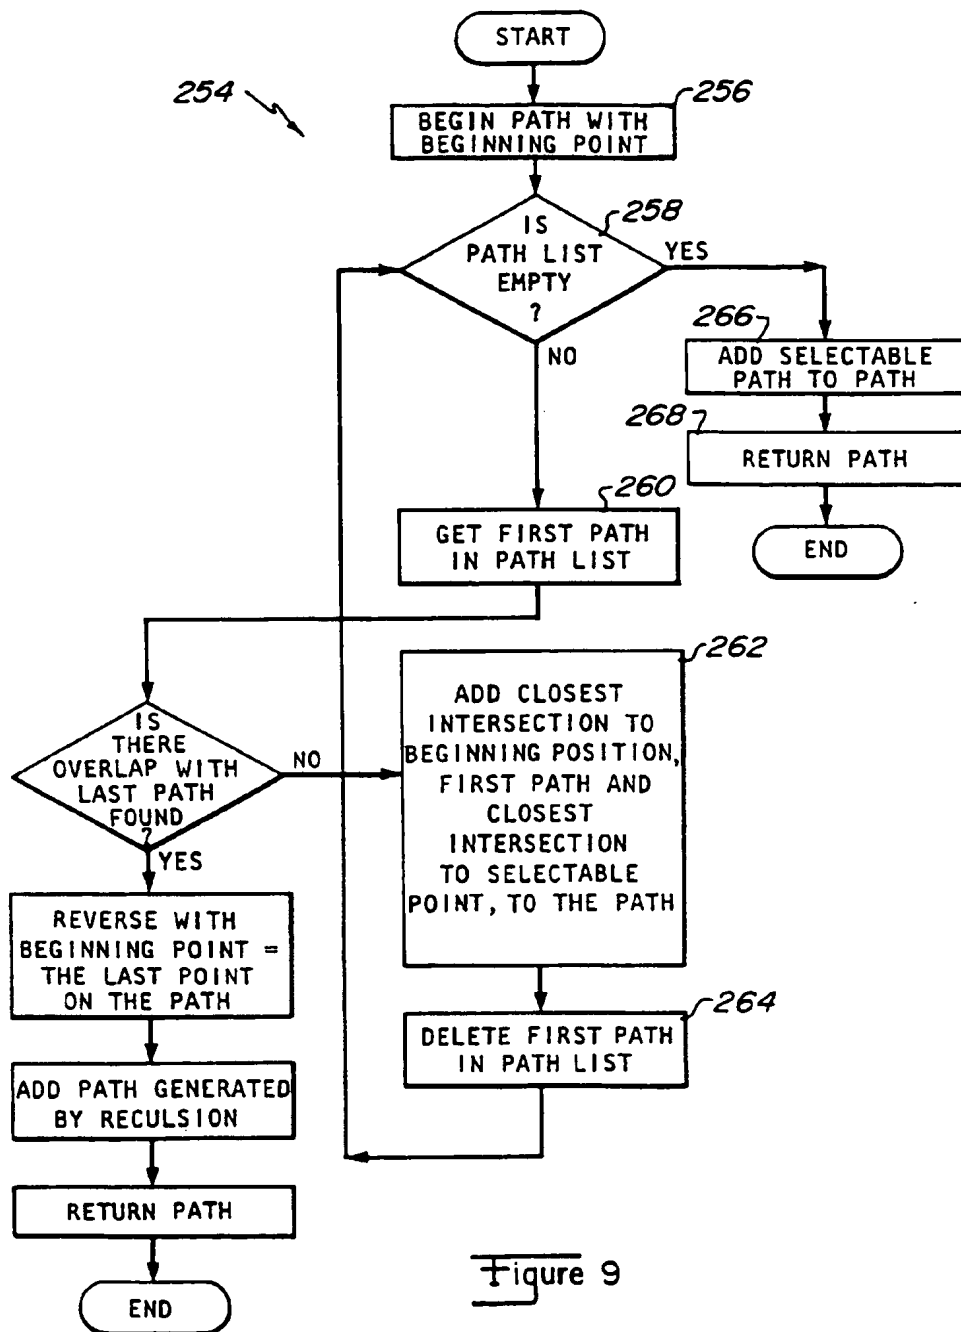 START
254
256
BEGIN PATH WITH
BEGINNING POINT
258
IS
PATH LIST
EMPTY
?
YES
NO
266
ADD SELECTABLE
PATH TO PATH
268
RETURN PATH
END
260
GET FIRST PATH
IN PATH LIST
262
ADD CLOSEST
INTERSECTION TO
BEGINNING POSITION,
FIRST PATH AND
CLOSEST
INTERSECTION
TO SELECTABLE
POINT, TO THE PATH
IS
THERE
OVERLAP WITH
LAST PATH
FOUND
?
NO
YES
REVERSE WITH
BEGINNING POINT =
THE LAST POINT
ON THE PATH
264
DELETE FIRST PATH
IN PATH LIST
ADD PATH GENERATED
BY RECULSION
RETURN PATH
END
Figure 9